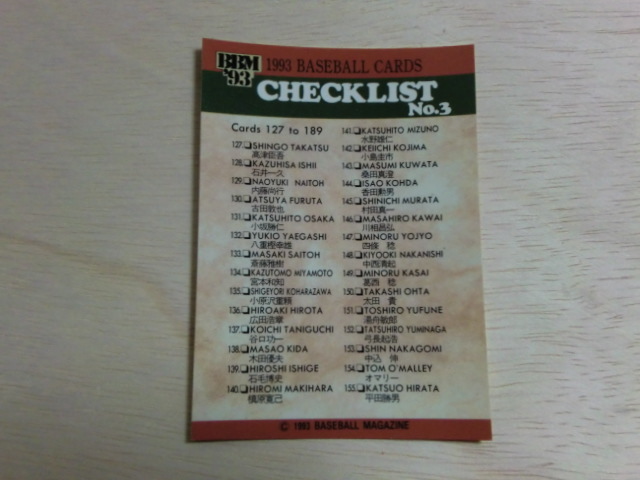 BBM '93
1993 BASEBALL CARDS
CHECKLIST
No.3
Cards 127 to 189
127. SHINGO TAKATSU
高津臣吾
128. KAZUHISA ISHII
石井一久
129. NAOYUKI NAITOH
内藤尚行
130. ATSUYA FURUTA
古田敦也
131. KATSUHITO OSAKA
小坂勝仁
132. YUKIO YAEGASHI
八重樫幸雄
133. MASAKI SAITOH
斎藤雅樹
134. KAZUTOMO MIYAMOTO
宮本和知
135. SHIGEYORI KOHARAZAWA
小原沢重頼
136. HIROAKI HIROTA
広田浩章
137. KOICHI TANIGUCHI
谷口功一
138. MASAO KIDA
木田優夫
139. HIROSHI ISHIGE
石毛博史
140. HIROMI MAKIHARA
槙原寛己
141. KATSUHITO MIZUNO
水野雄仁
142. KEIICHI KOJIMA
小島圭市
143. MASUMI KUWATA
桑田真澄
144. ISAO KOHDA
香田勲男
145. SHINICHI MURATA
村田真一
146. MASAHIRO KAWAI
川相昌弘
147. MINORU YOJYO
四條 稔
148. KIYOOKI NAKANISHI
中西清起
149. MINORU KASAI
葛西 稔
150. TAKASHI OHTA
太田 貴
151. TOSHIRO YUFUNE
湯舟敏郎
152. TATSUHIRO YUMINAGA
弓長起浩
153. SHIN NAKAGOMI
中込 伸
154. TOM O'MALLEY
オマリー
155. KATSUO HIRATA
平田勝男
© 1993 BASEBALL MAGAZINE